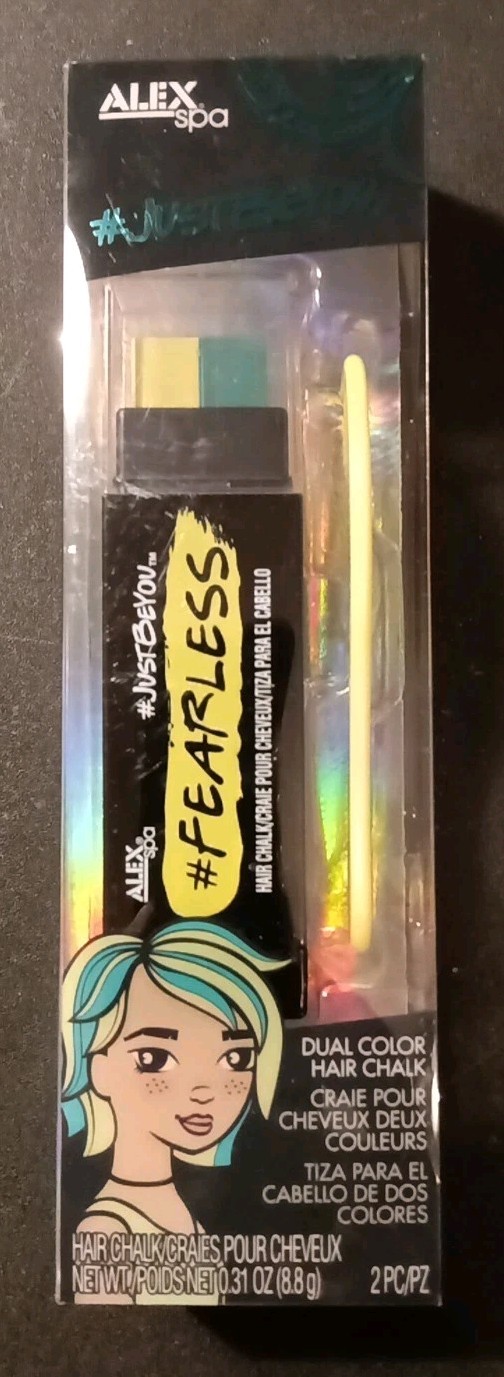 ALEX®
spa
#JUSTBEYOU
#JUSTBEYOU™
ALEX®
spa
#FEARLESS
HAIR CHALK/CRAIE POUR CHEVEUX/TIZA PARA EL CABELLO
DUAL COLOR
HAIR CHALK
CRAIE POUR
CHEVEUX DEUX
COULEURS
TIZA PARA EL
CABELLO DE DOS
COLORES
HAIR CHALK/CRAIES POUR CHEVEUX
NET WT./POIDS NET 0.31 OZ (8.8 g)
2 PC/PZ